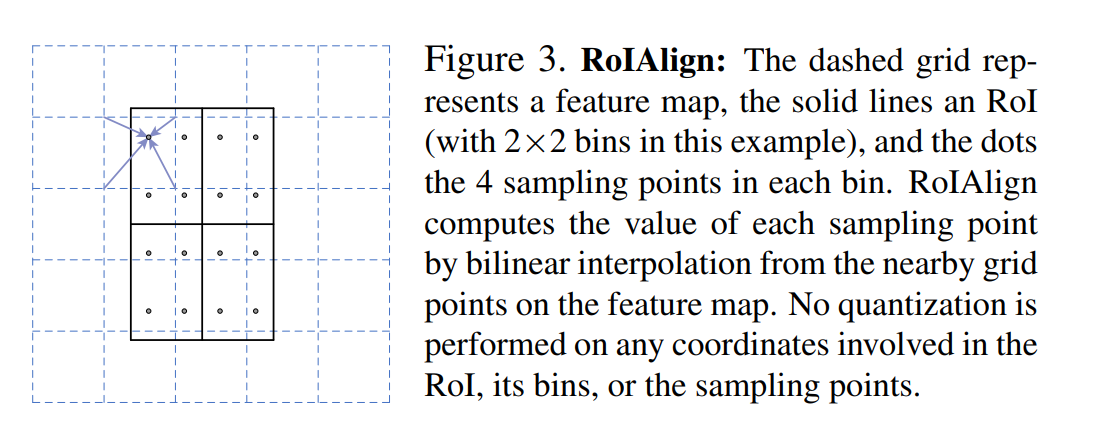 Figure 3. RoIAlign: The dashed grid rep-
resents a feature map, the solid lines an RoI
(with 2×2 bins in this example), and the dots
the 4 sampling points in each bin. RoIAlign
computes the value of each sampling point
by bilinear interpolation from the nearby grid
points on the feature map. No quantization is
performed on any coordinates involved in the
RoI, its bins, or the sampling points.